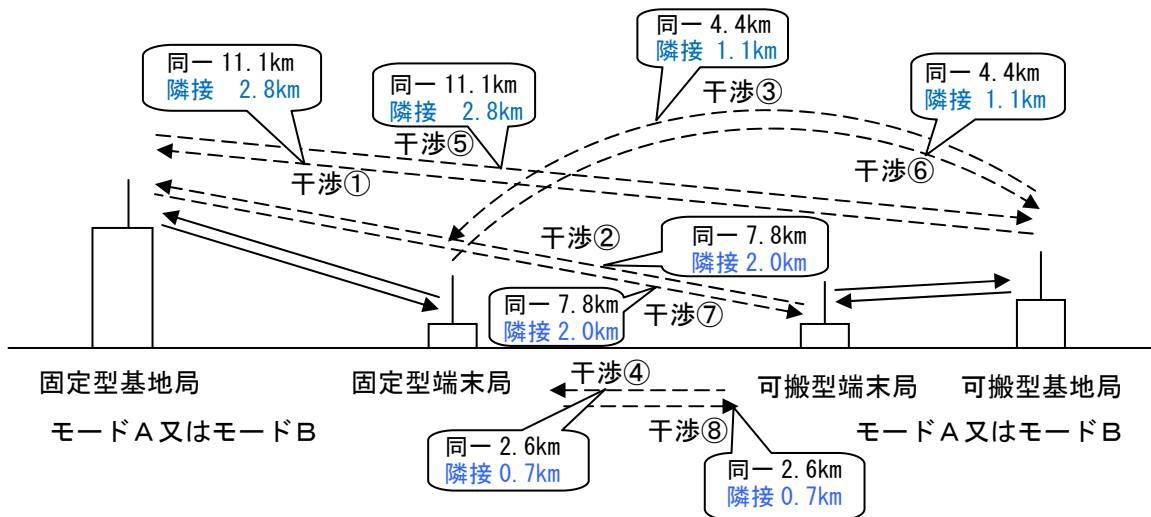 同一 4.4km
隣接 1.1km
同一 11.1km
隣接 2.8km
同一 11.1km
隣接 2.8km
干渉③
同一 4.4km
隣接 1.1km
干渉⑤
干渉①
干渉⑥
干渉②
同一 7.8km
隣接 2.0km
同一 7.8km
隣接 2.0km
干渉⑦
固定型基地局
固定型端末局
干渉④
可搬型端末局
可搬型基地局
モードA又はモードB
干渉⑧
モードA又はモードB
同一 2.6km
隣接 0.7km
同一 2.6km
隣接 0.7km